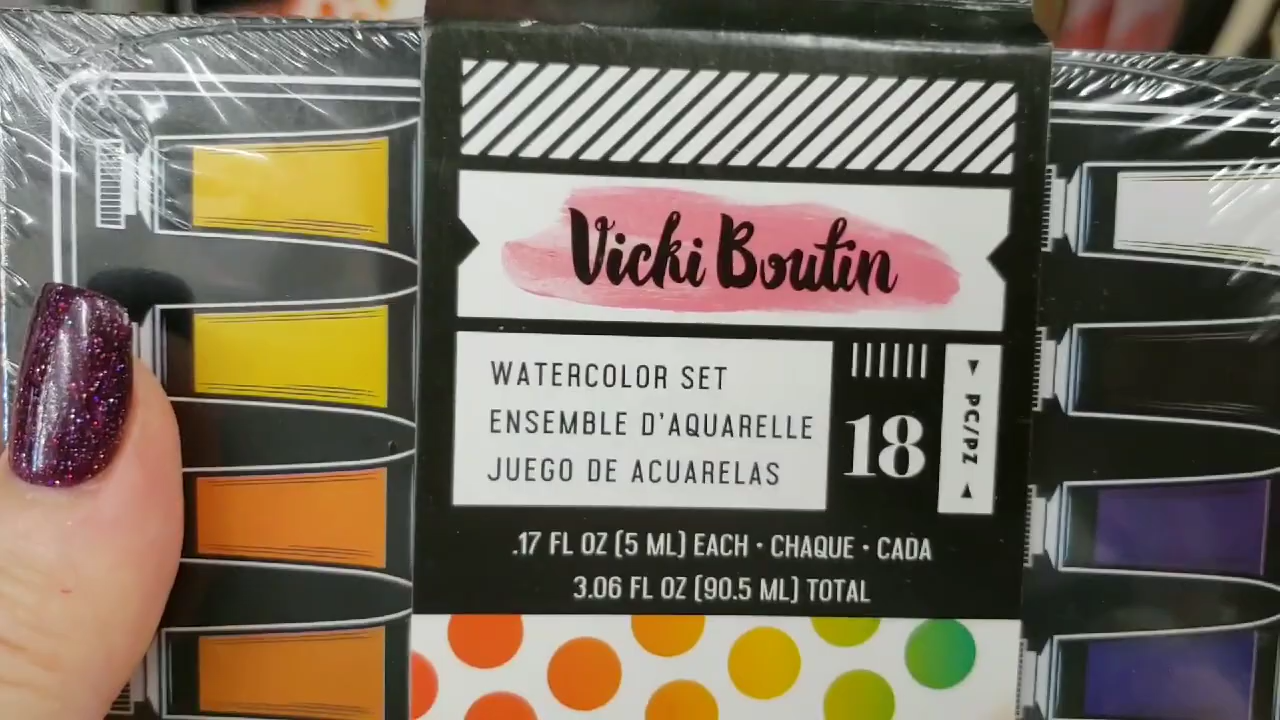 Vicki Boutin
WATERCOLOR SET
ENSEMBLE D'AQUARELLE
JUEGO DE ACUARELAS
18
PC/PZ
.17 FL OZ (5 ML) EACH • CHAQUE • CADA
3.06 FL OZ (90.5 ML) TOTAL